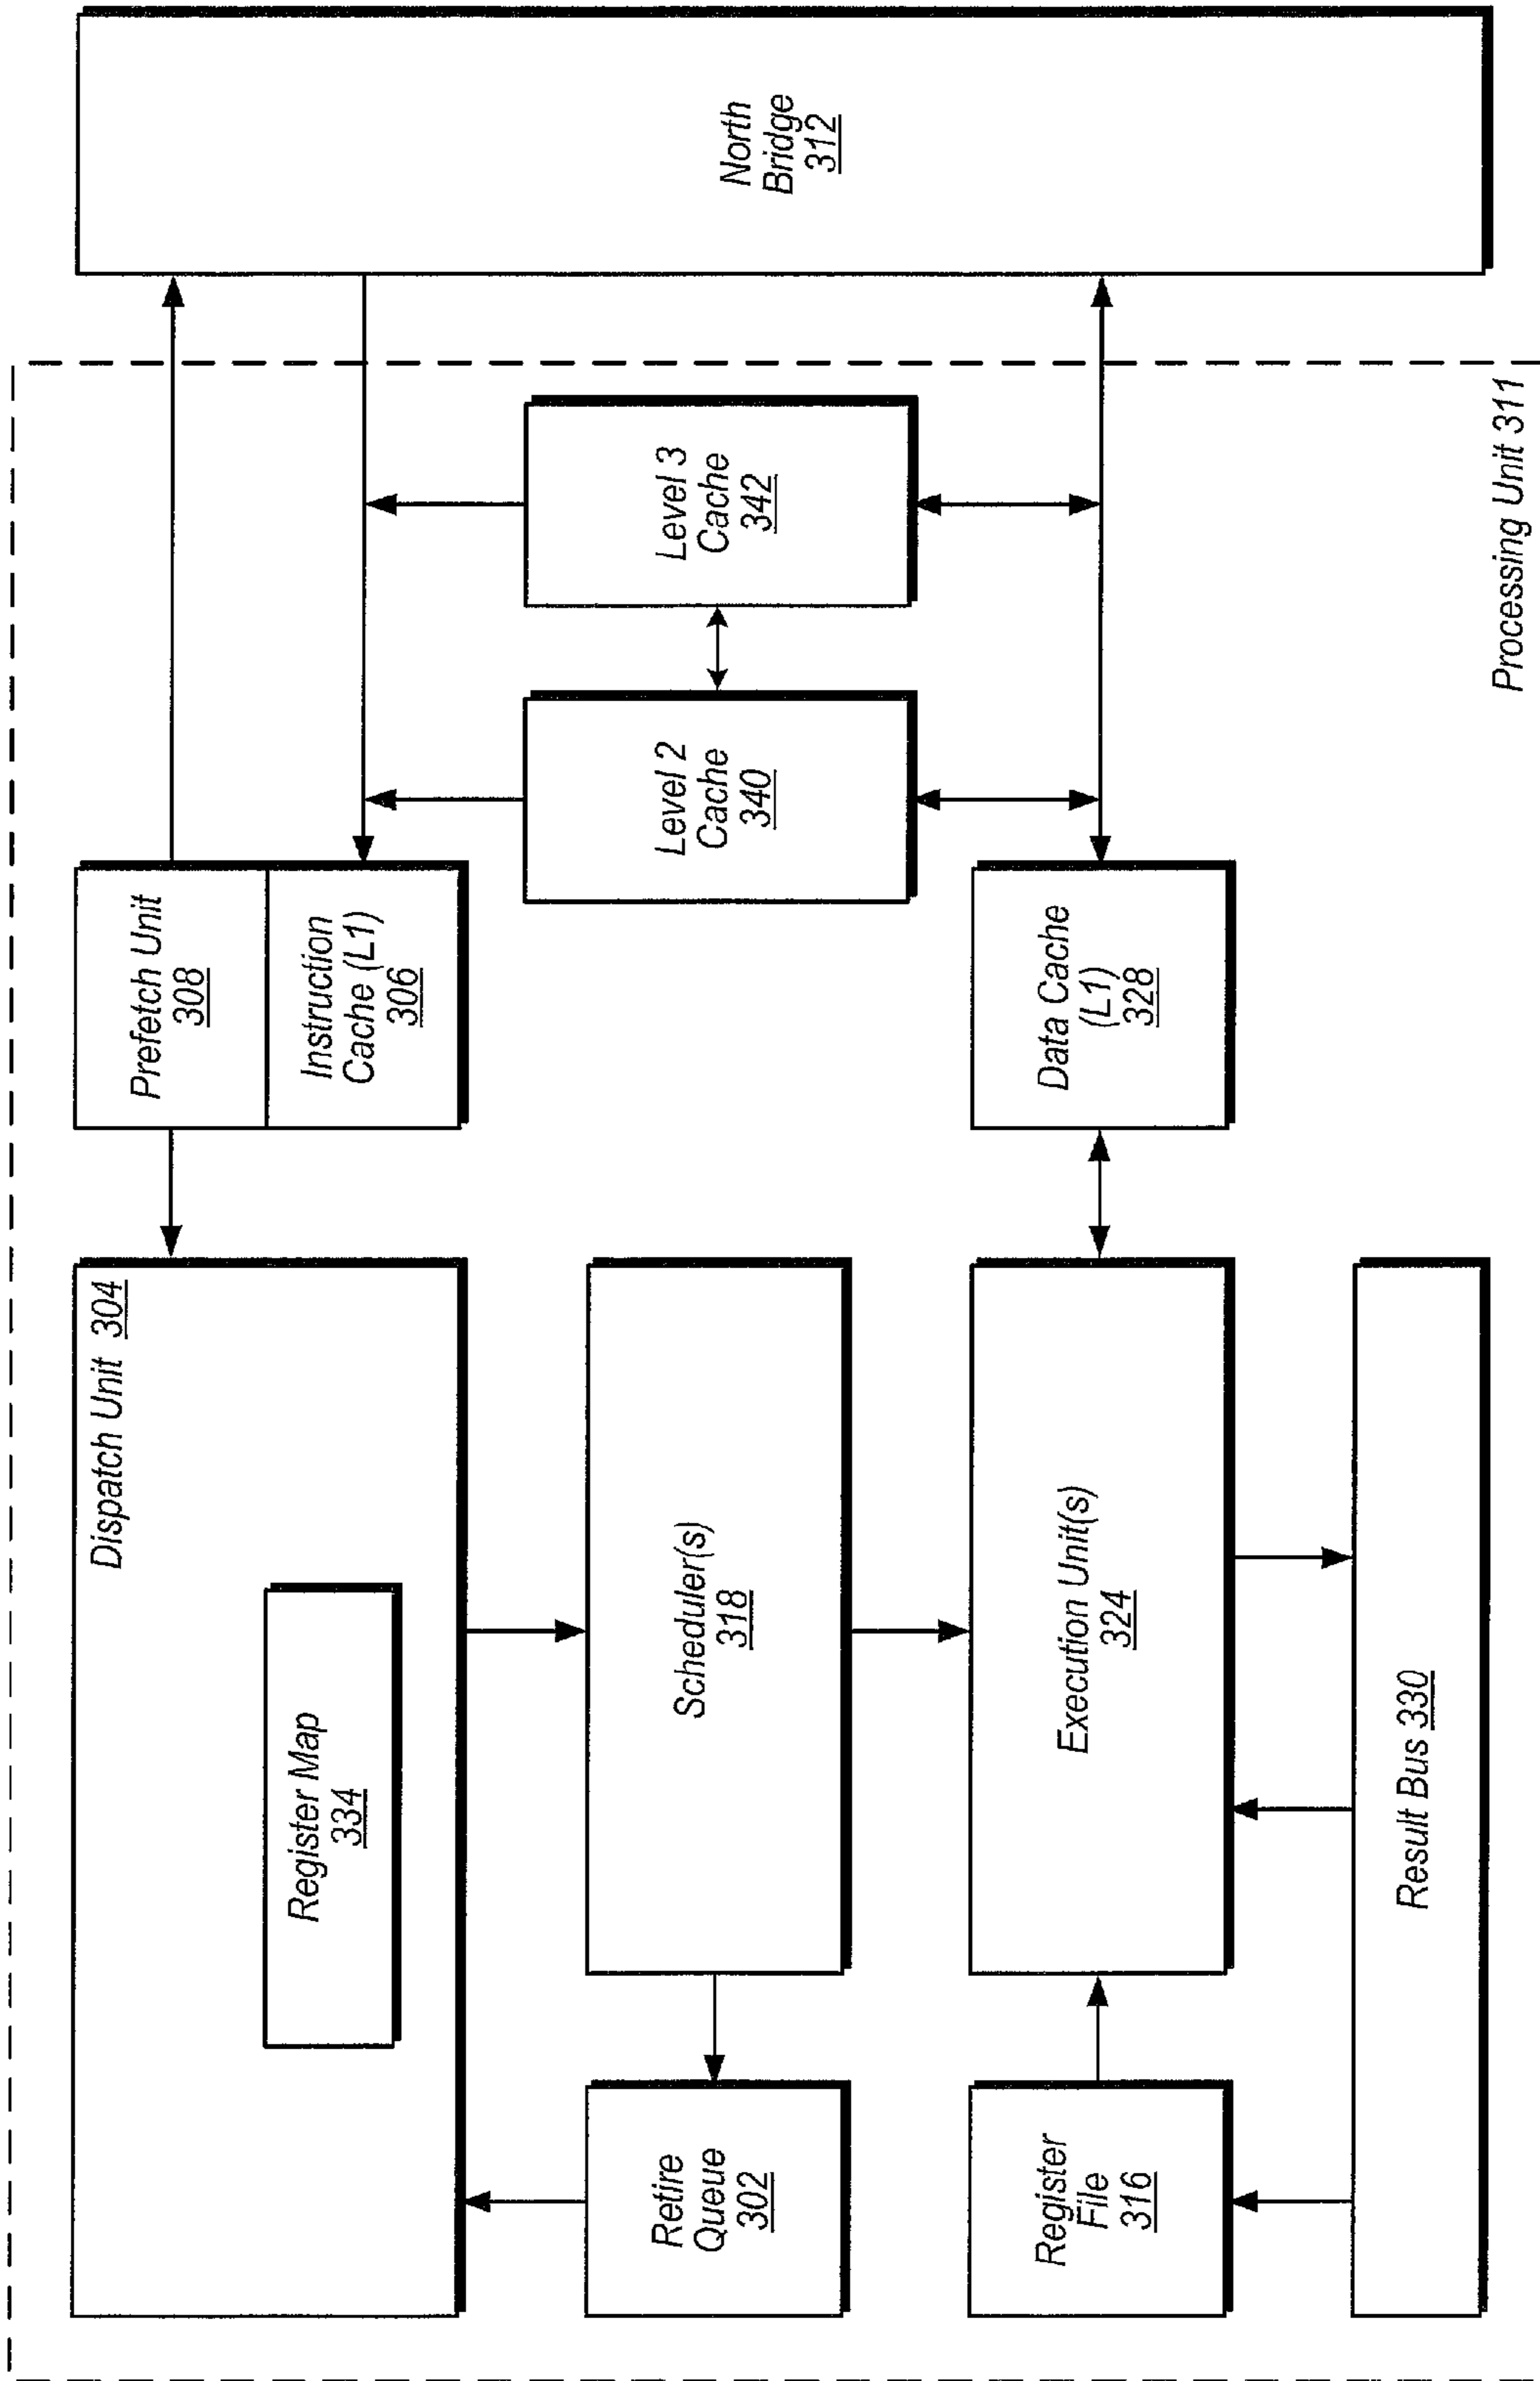 Dispatch Unit 304
Register Map
334
Prefetch Unit
308
Instruction
Cache (L1)
306
Retire
Queue
302
Scheduler(s)
318
Level 2
Cache
340
Level 3
Cache
342
North
Bridge
312
Register
File
316
Execution Unit(s)
324
Data Cache
(L1)
328
Result Bus 330
Processing Unit 311